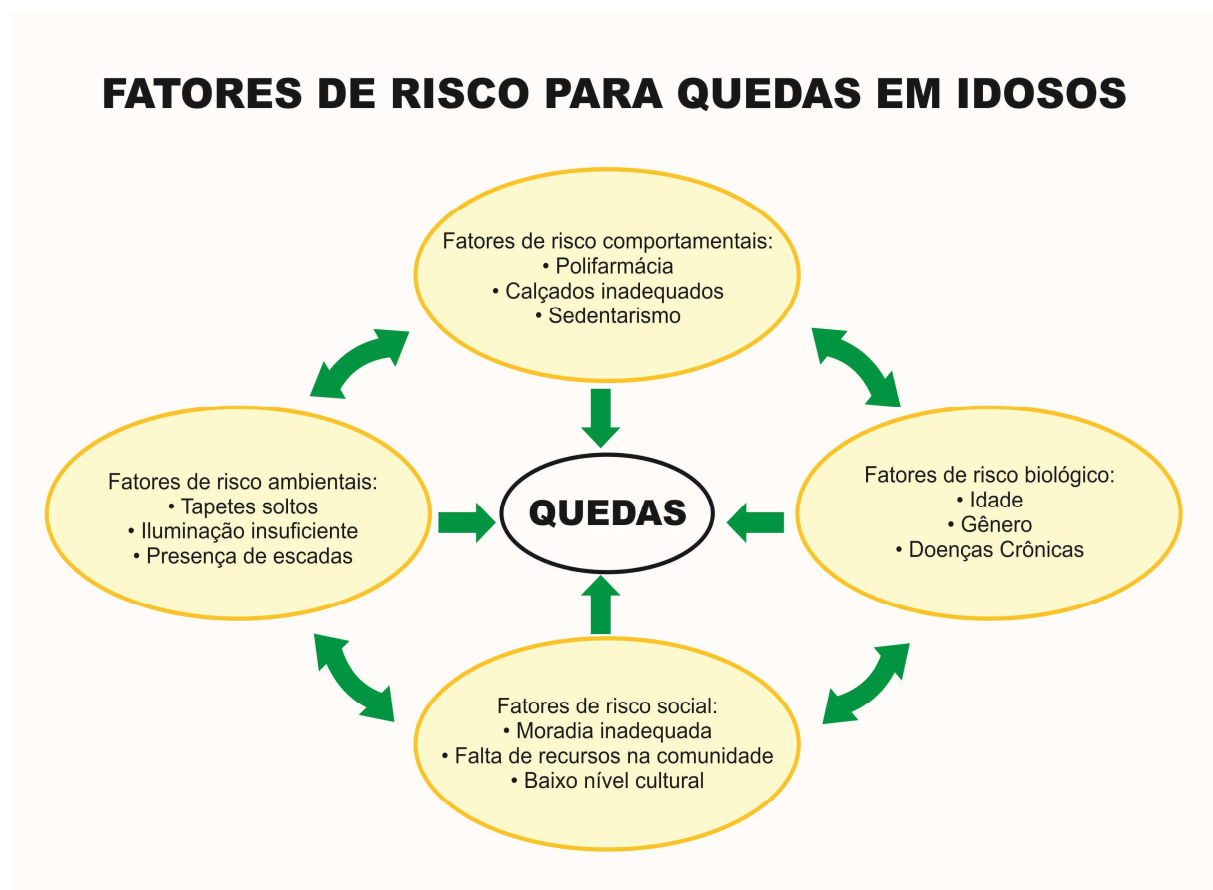 FATORES DE RISCO PARA QUEDAS EM IDOSOS
Fatores de risco comportamentais:
• Polifarmácia
• Calçados inadequados
• Sedentarismo
Fatores de risco ambientais:
• Tapetes soltos
• Iluminação insuficiente
• Presença de escadas
QUEDAS
Fatores de risco biológico:
• Idade
• Gênero
• Doenças Crônicas
Fatores de risco social:
• Moradia inadequada
• Falta de recursos na comunidade
• Baixo nível cultural